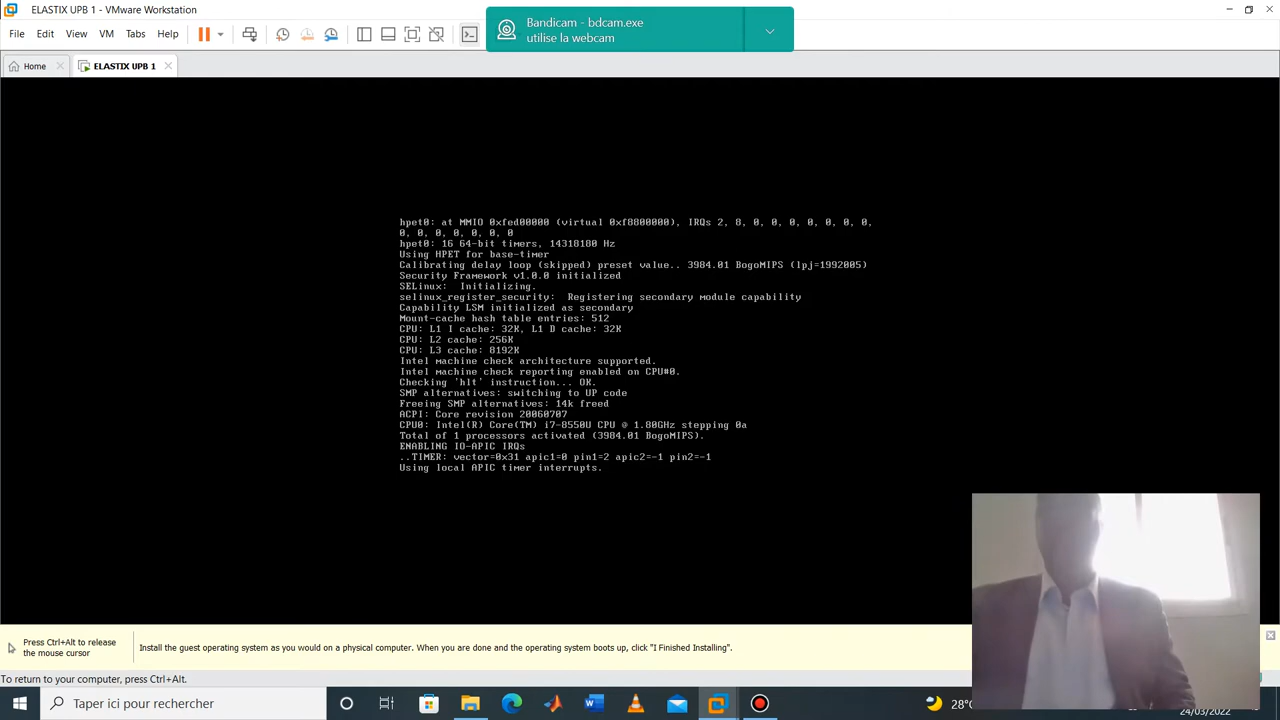 ELASTIX UPB 1 - VMware Workstation
Bandicam - bdcam.exe
utilise la webcam
File Edit View VM Tabs Help
Home ELASTIX UPB 1
hpet0: at MMIO 0xfed00000 (virtual 0xf8800000), IRQs 2, 8, 0, 0, 0, 0, 0, 0, 0,
0, 0, 0, 0, 0, 0, 0
hpet0: 16 64-bit timers, 14318180 Hz
Using HPET for base-timer
Calibrating delay loop (skipped) preset value.. 3984.01 BogoMIPS (lpj=1992005)
Security Framework v1.0.0 initialized
SELinux:  Initializing.
selinux_register_security:  Registering secondary module capability
Capability LSM initialized as secondary
Mount-cache hash table entries: 512
CPU: L1 I cache: 32K, L1 D cache: 32K
CPU: L2 cache: 256K
CPU: L3 cache: 8192K
Intel machine check architecture supported.
Intel machine check reporting enabled on CPU#0.
Checking 'hlt' instruction... OK.
SMP alternatives: switching to UP code
Freeing SMP alternatives: 14k freed
ACPI: Core revision 20060707
CPU0: Intel(R) Core(TM) i7-8550U CPU @ 1.80GHz stepping 0a
Total of 1 processors activated (3984.01 BogoMIPS).
ENABLING IO-APIC IRQs
..TIMER: vector=0x31 apic1=0 pin1=2 apic2=-1 pin2=-1
Using local APIC timer interrupts.
Press Ctrl+Alt to release
the mouse cursor
Install the guest operating system as you would on a physical computer. When you are done and the operating system boots up, click "I Finished Installing".
To return to your computer, press Ctrl+Alt.
Taper ici pour rechercher
28°
24/03/2022